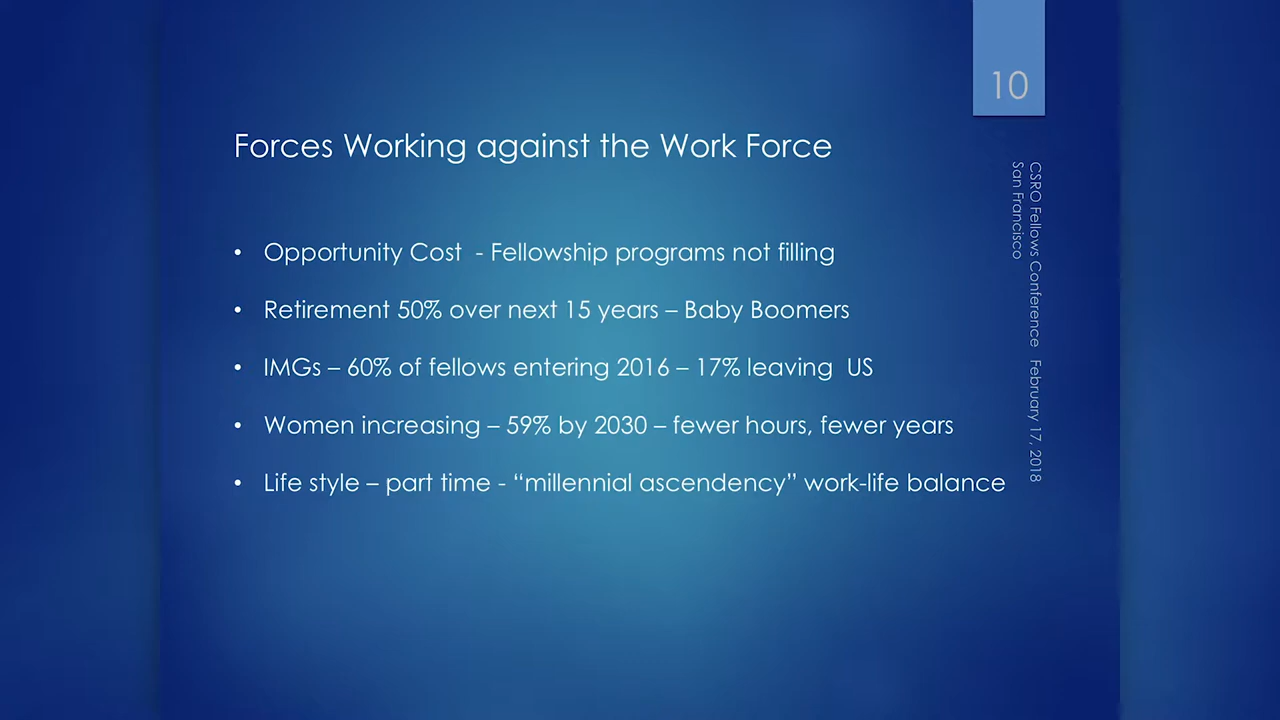 10
Forces Working against the Work Force
• Opportunity Cost  - Fellowship programs not filling
• Retirement 50% over next 15 years – Baby Boomers
• IMGs – 60% of fellows entering 2016 – 17% leaving  US
• Women increasing – 59% by 2030 – fewer hours, fewer years
• Life style – part time - “millennial ascendency” work-life balance
CSRO Fellows Conference  February 17, 2018
San Francisco